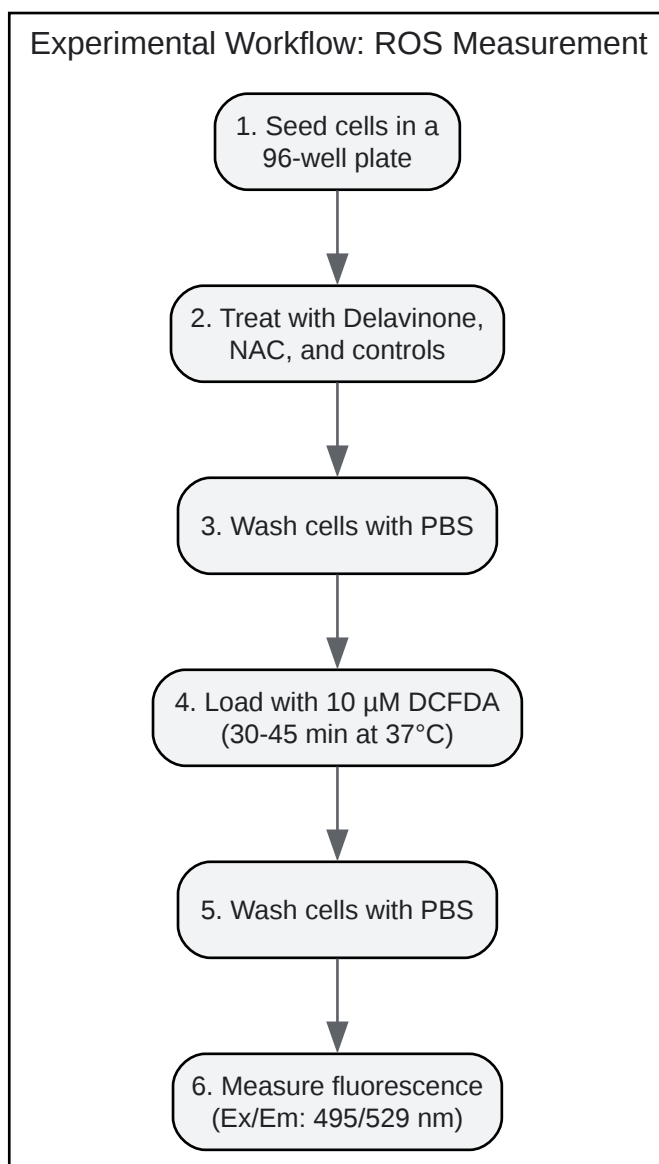 Experimental Workflow: ROS Measurement
1. Seed cells in a
96-well plate
2. Treat with Delavinone,
NAC, and controls
3. Wash cells with PBS
4. Load with 10 µM DCFDA
(30-45 min at 37°C)
5. Wash cells with PBS
6. Measure fluorescence
(Ex/Em: 495/529 nm)